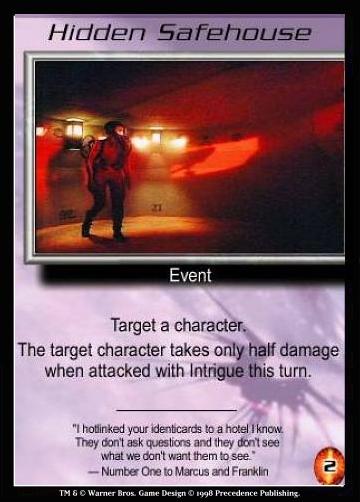 Hidden Safehouse
Event
Target a character.
The target character takes only half damage
when attacked with Intrigue this turn.
"I hotlinked your identicards to a hotel I know.
They don't ask questions and they don't see
what we don't want them to see."
— Number One to Marcus and Franklin
2
TM & © Warner Bros. Game Design © 1998 Precedence Publishing.